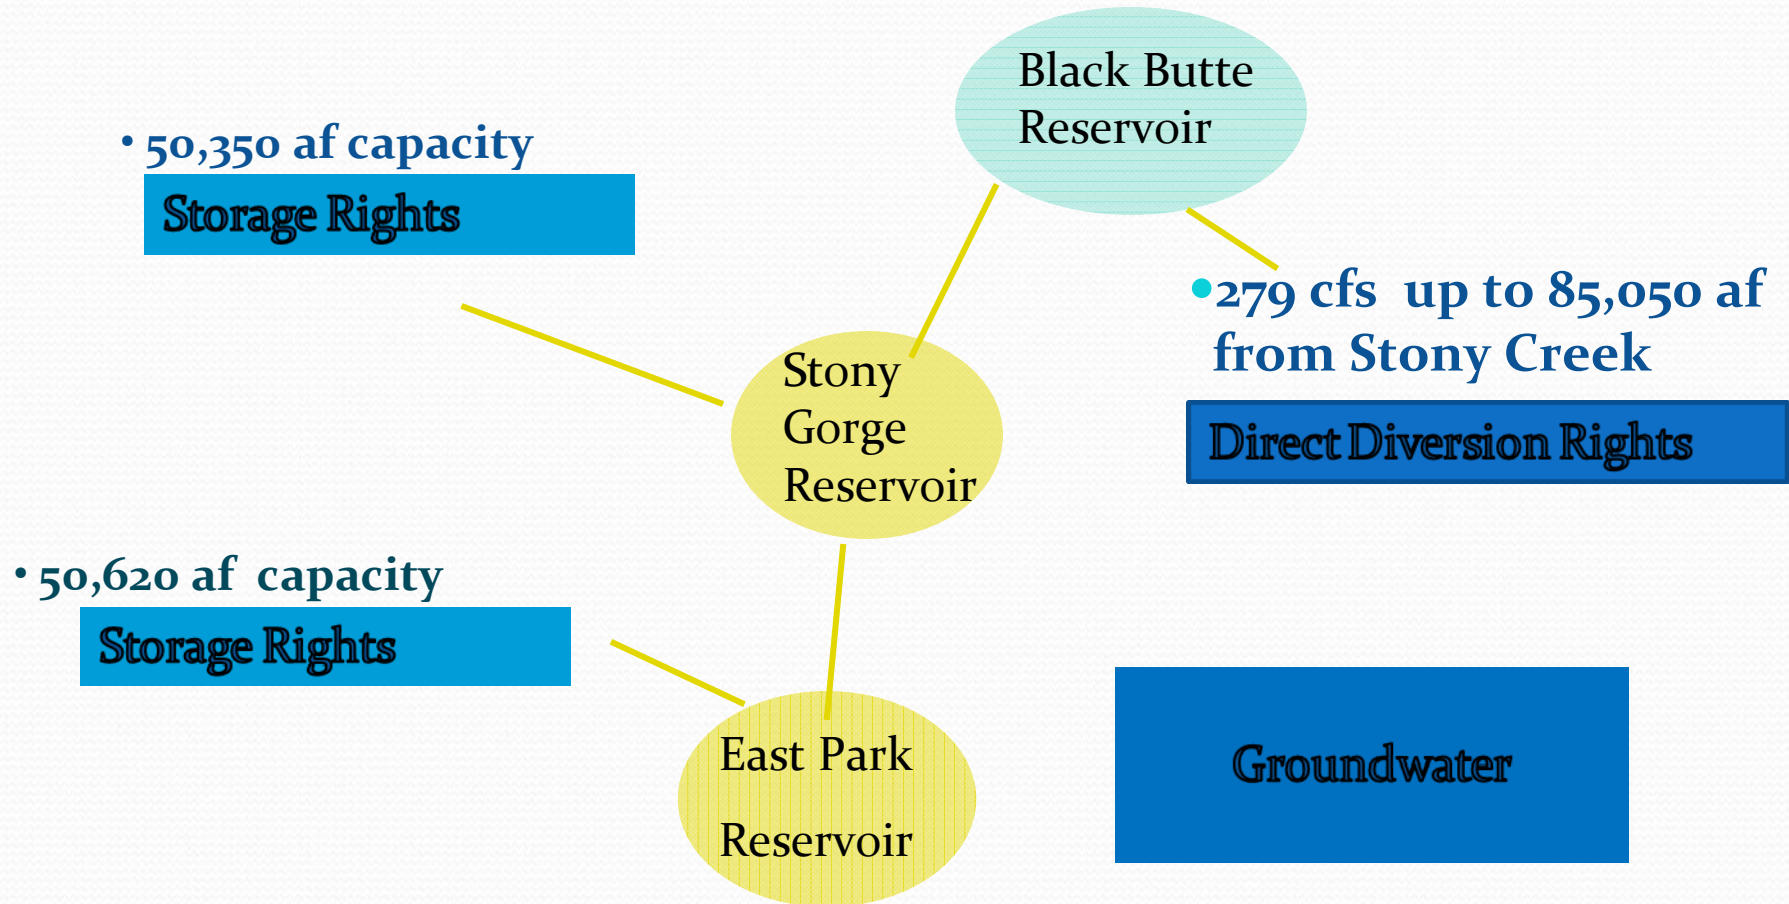 Black Butte
Reservoir
• 50,350 af capacity
Storage Rights
•279 cfs up to 85,050 af
from Stony Creek
Direct Diversion Rights
Stony
Gorge
Reservoir
• 50,620 af capacity
Storage Rights
East Park
Reservoir
Groundwater